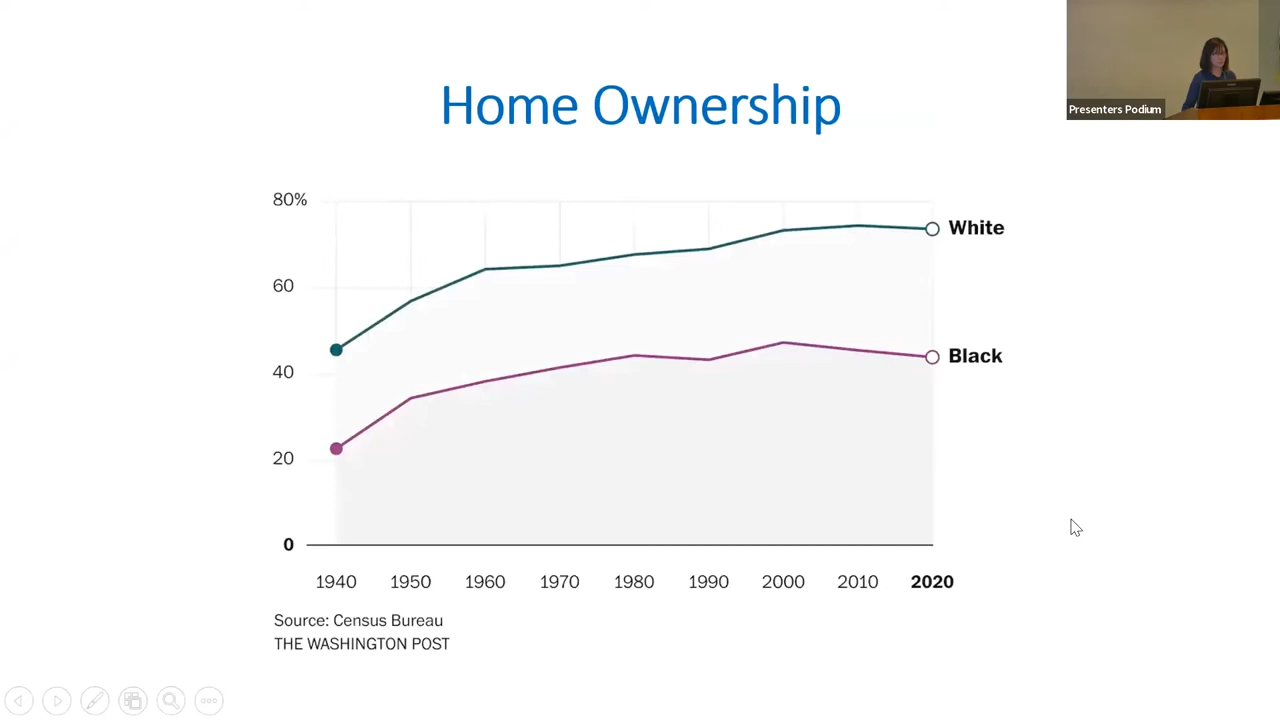 Presenters Podium
Home Ownership
80%
60
40
20
0
White
Black
1940 1950 1960 1970 1980 1990 2000 2010 2020
Source: Census Bureau
THE WASHINGTON POST